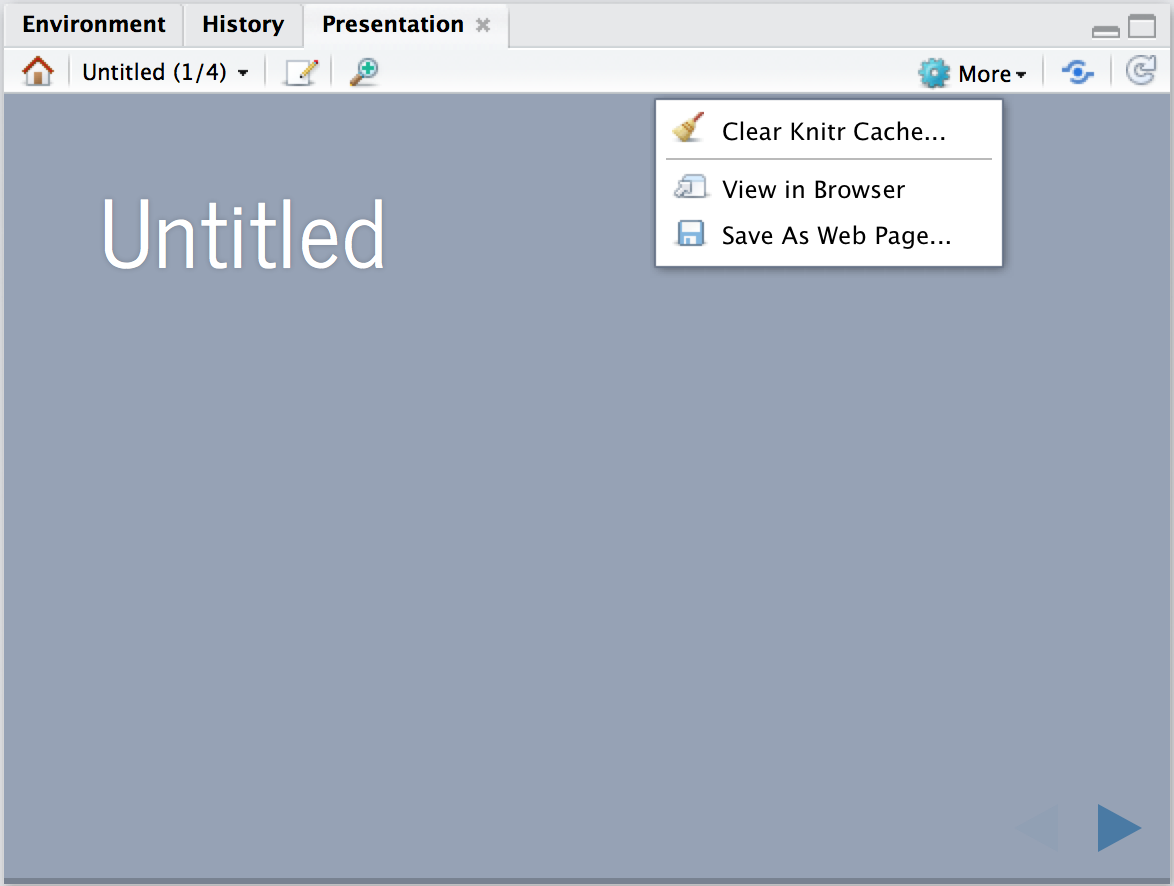 Environment History Presentation
Untitled (1/4) More
Clear Knitr Cache...
View in Browser
Save As Web Page...
Untitled